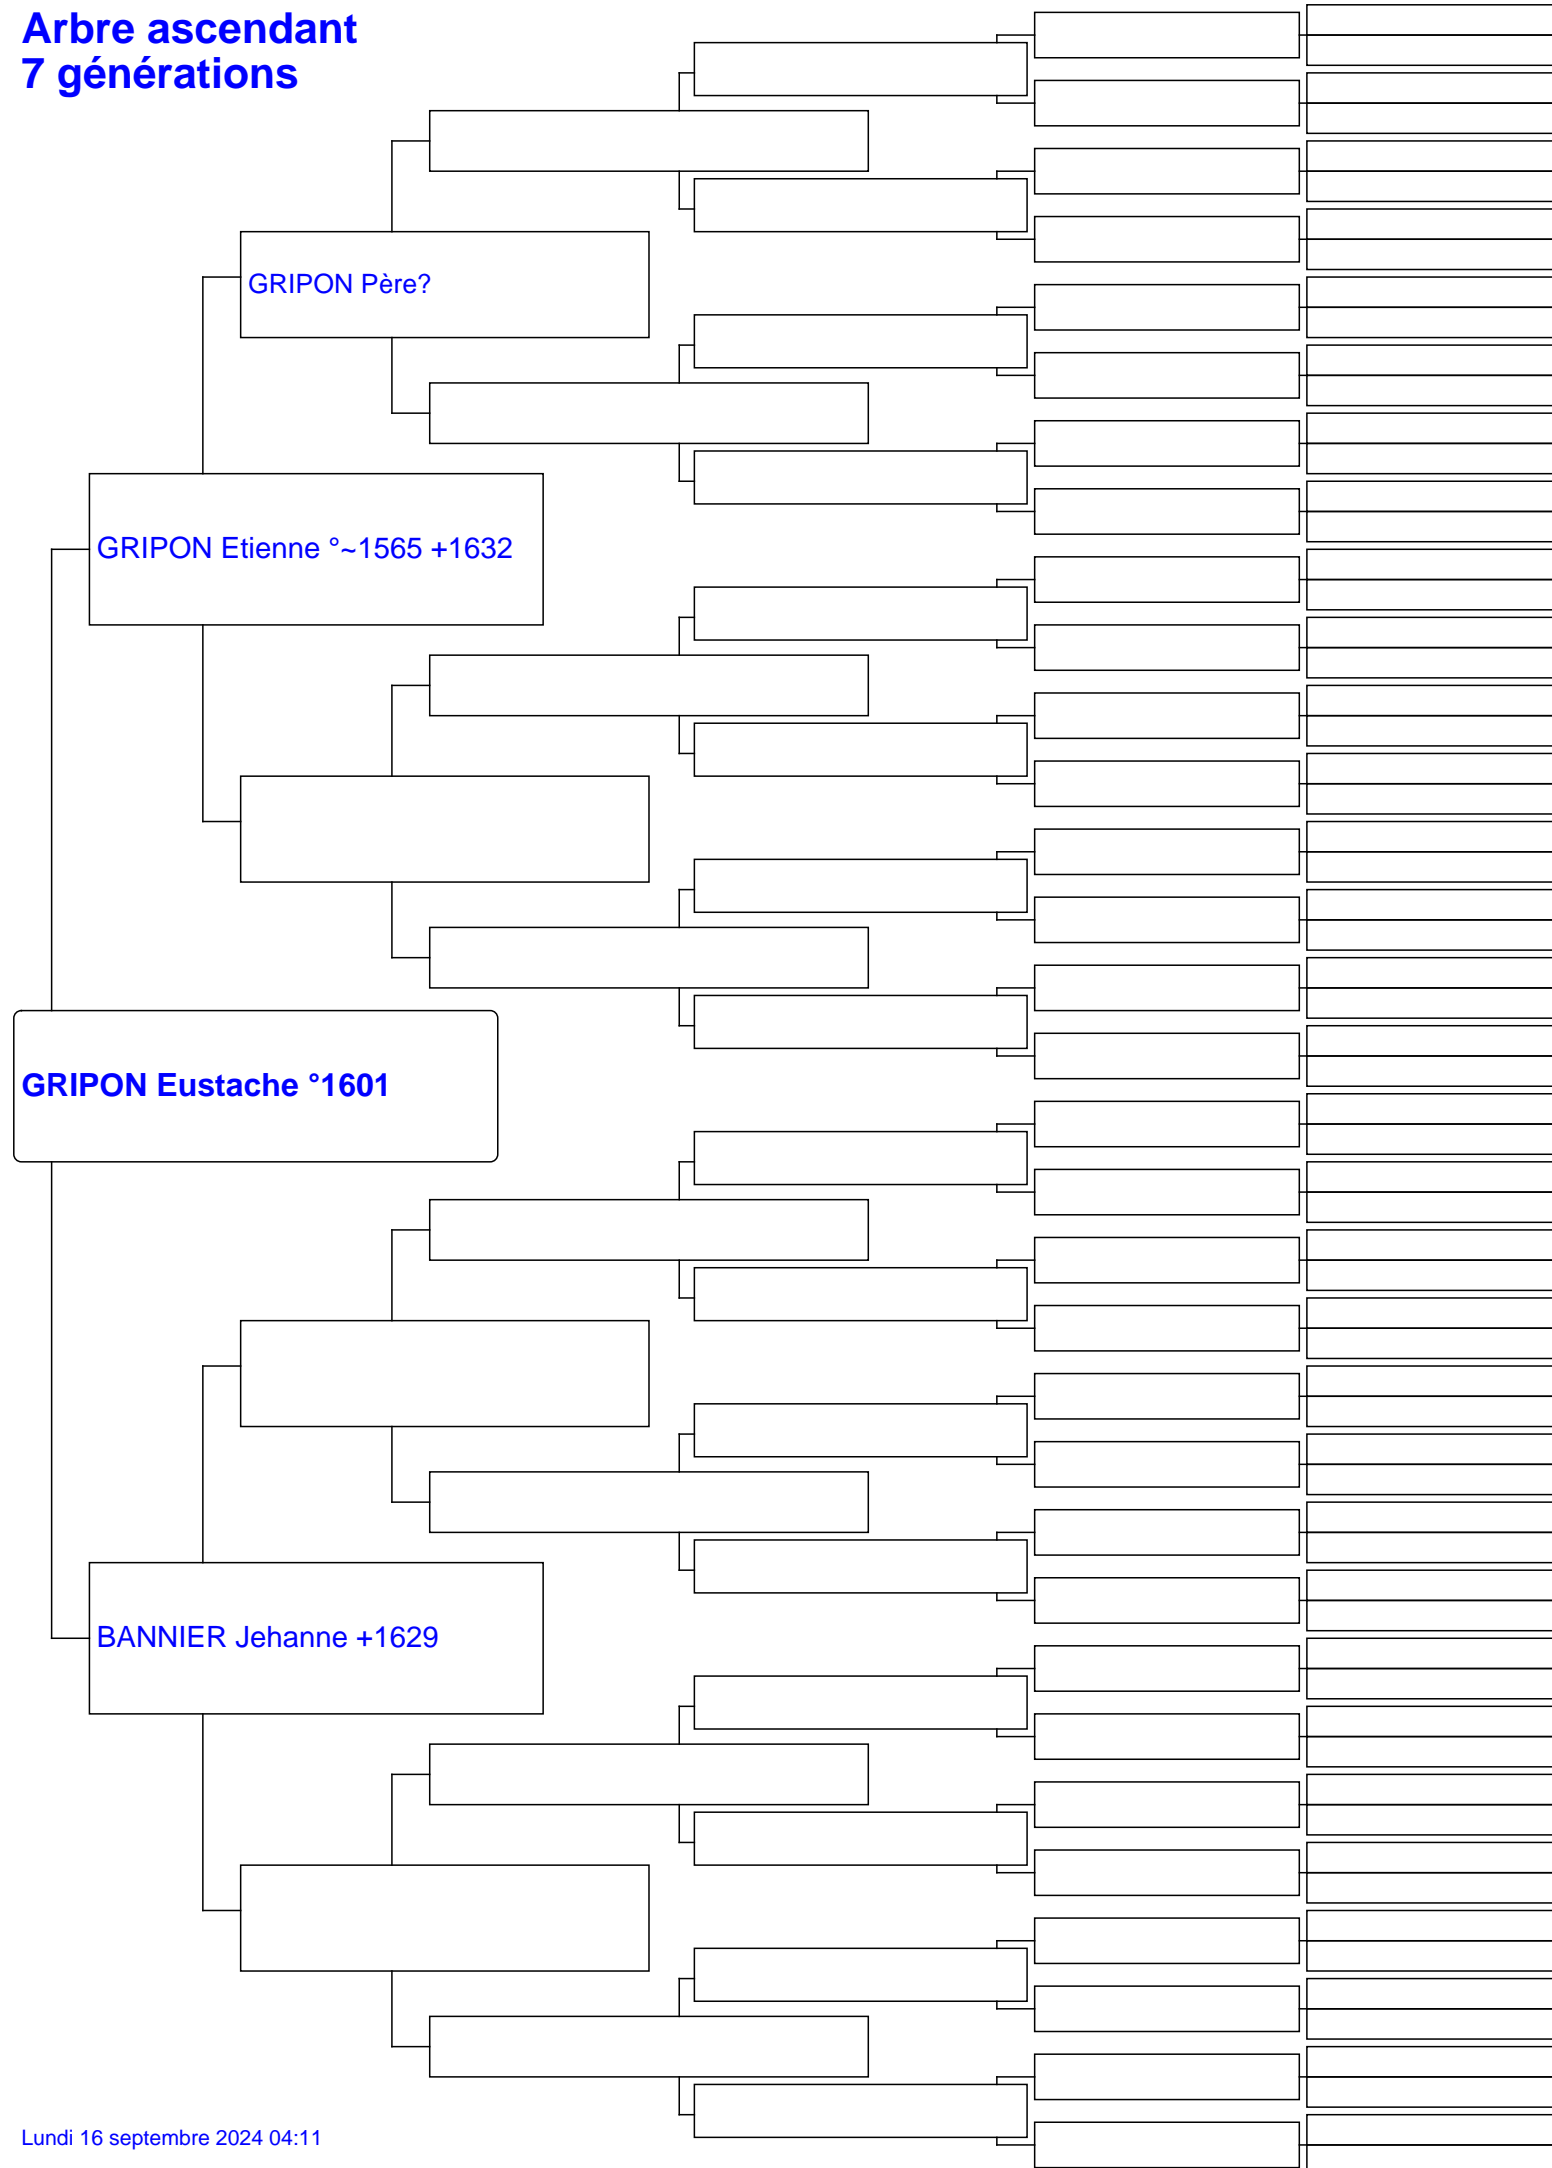 Arbre ascendant
7 générations
GRIPON Père?
GRIPON Etienne °~1565 +1632
GRIPON Eustache °1601
BANNIER Jehanne +1629
Lundi 16 septembre 2024 04:11